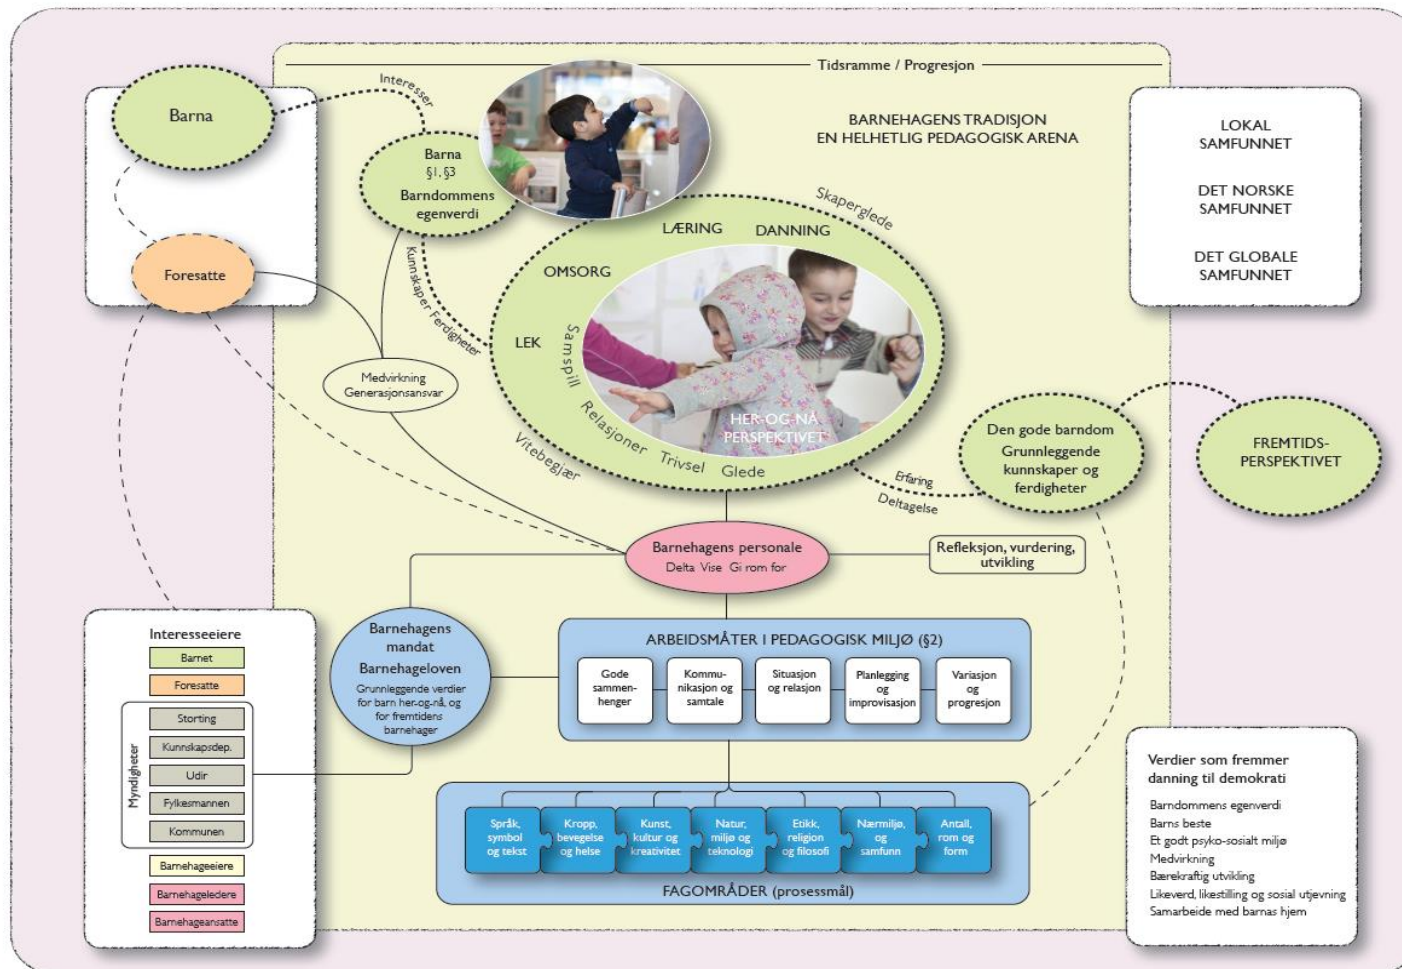 Tidsramme / Progresjon
BARNEHAGENS TRADISJON
EN HELHETLIG PEDAGOGISK ARENA
Barna
Interesser
Barna
§1, §3
Barndommens
egenverdi
Foresatte
Kunnskaper Ferdigheter
Medvirkning
Generasjonsansvar
Skaperglede
LÆRING
DANNING
OMSORG
LEK
Samspill
Relasjoner
Trivsel
Glede
HER-OG-NÅ
PERSPEKTIVET
Vitebegjær
Erfaring
Deltagelse
LOKAL
SAMFUNNET
DET NORSKE
SAMFUNNET
DET GLOBALE
SAMFUNNET
Den gode barndom
Grunnleggende
kunnskaper og
ferdigheter
FREMTIDS-
PERSPEKTIVET
Barnehagens personale
Delta Vise Gi rom for
Refleksjon, vurdering,
utvikling
Interesseeiere
Barnet
Foresatte
Myndigheter
Storting
Kunnskapsdep.
Udir
Fylkesmannen
Kommunen
Barnehageeiere
Barnehageledere
Barnehageansatte
Barnehagens
mandat
Barnehageloven
Grunnleggende verdier
for barn her-og-nå, og
for fremtidens
barnehager
ARBEIDSMÅTER I PEDAGOGISK MILJØ (§2)
Gode
sammen-
henger
Kommu-
nikasjon og
samtale
Situasjon
og relasjon
Planlegging
og
improvisasjon
Variasjon
og
progresjon
Språk,
symbol
og tekst
Kropp,
bevegelse
og helse
Kunst,
kultur og
kreativitet
Natur,
miljø og
teknologi
Etikk,
religion
og filosofi
Nærmiljø,
og
samfunn
Antall,
rom og
form
FAGOMRÅDER (prosessmål)
Verdier som fremmer
danning til demokrati
Barndommens egenverdi
Barns beste
Et godt psyko-sosialt miljø
Medvirkning
Bærekraftig utvikling
Likeverd, likestilling og sosial utjevning
Samarbeide med barnas hjem